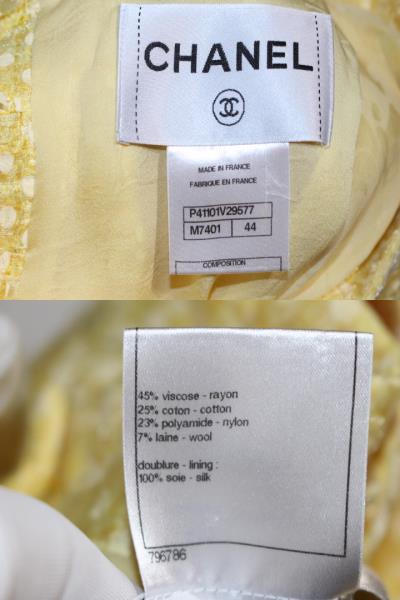 CHANEL
MADE IN FRANCE
FABRIQUE EN FRANCE
P41101V29577
M7401 44
COMPOSITION
45% viscose - rayon
25% coton - cotton
23% polyamide - nylon
7% laine - wool
doublure - lining :
100% soie - silk
796786